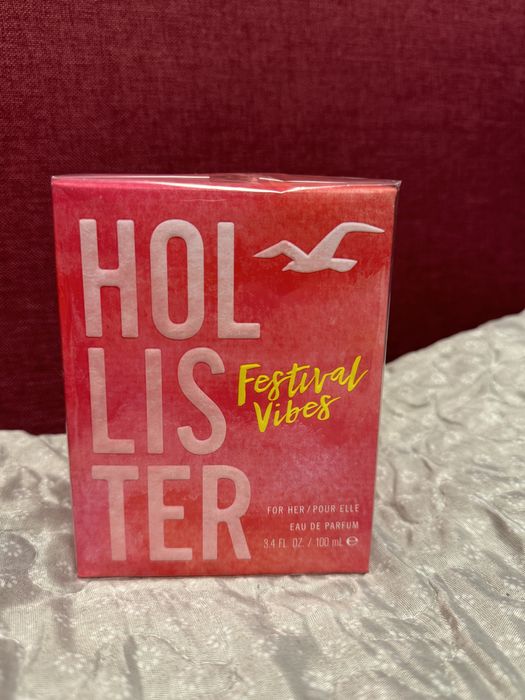 HOL
LIS
TER
Festival
Vibes
FOR HER / POUR ELLE
EAU DE PARFUM
3.4 FL. OZ. / 100 mL ℮